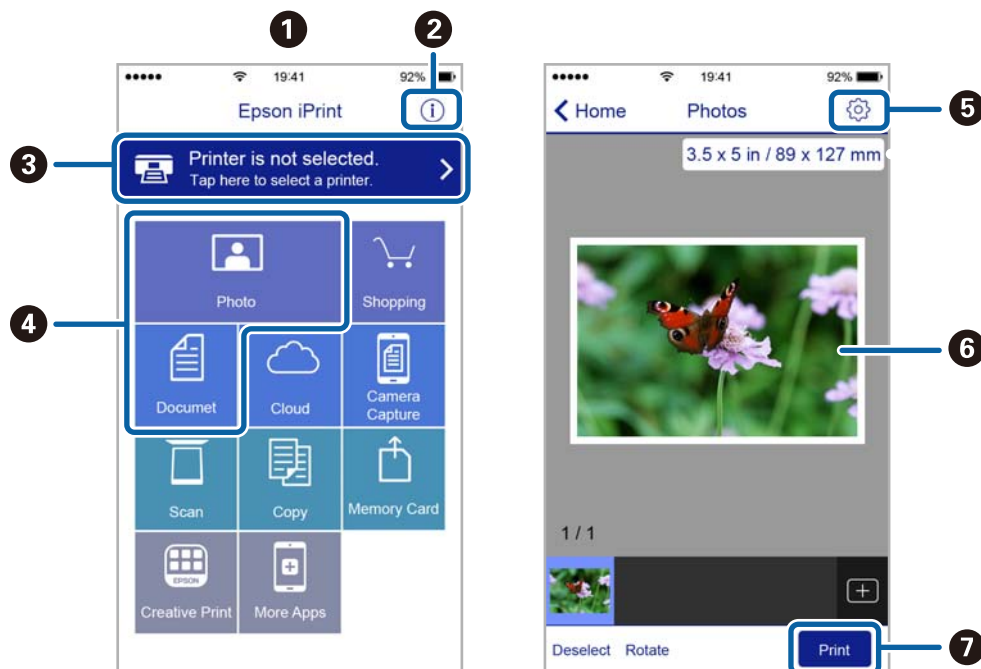 1
2
19:41
92%
Epson iPrint
3
Printer is not selected.
Tap here to select a printer.
4
Photo
Shopping
Documet
Cloud
Camera
Capture
Scan
Copy
Memory Card
EPSON
Creative Print
More Apps
19:41
92%
Home
Photos
5
3.5 x 5 in / 89 x 127 mm
6
1 / 1
Deselect
Rotate
Print
7